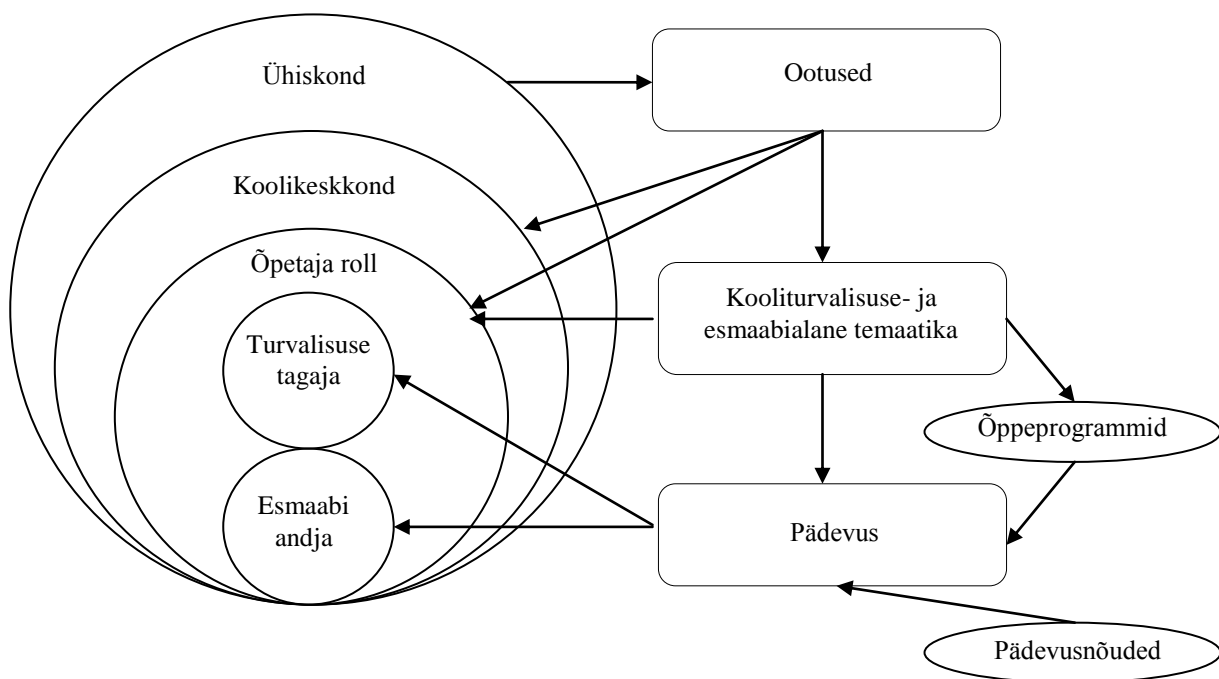 Ühiskond
Ootused
Koolikeskkond
Õpetaja roll
Kooliturvalisuse- ja
esmaabialane temaatika
Turvalisuse
tagaja
Õppeprogrammid
Esmaabi
andja
Pädevus
Pädevusnõuded